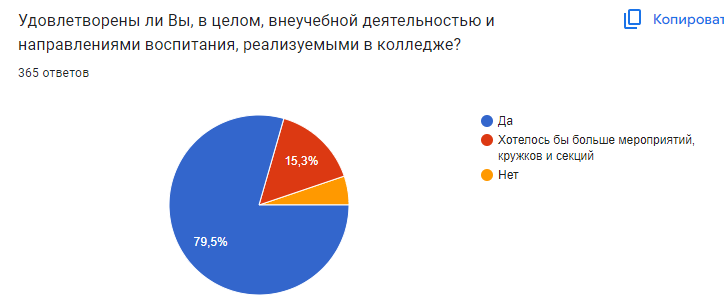 Удовлетворены ли Вы, в целом, внеучебной деятельностью и
направлениями воспитания, реализуемыми в колледже?
Копироват
365 ответов
Да
Хотелось бы больше мероприятий,
кружков и секций
Нет
15,3%
79,5%